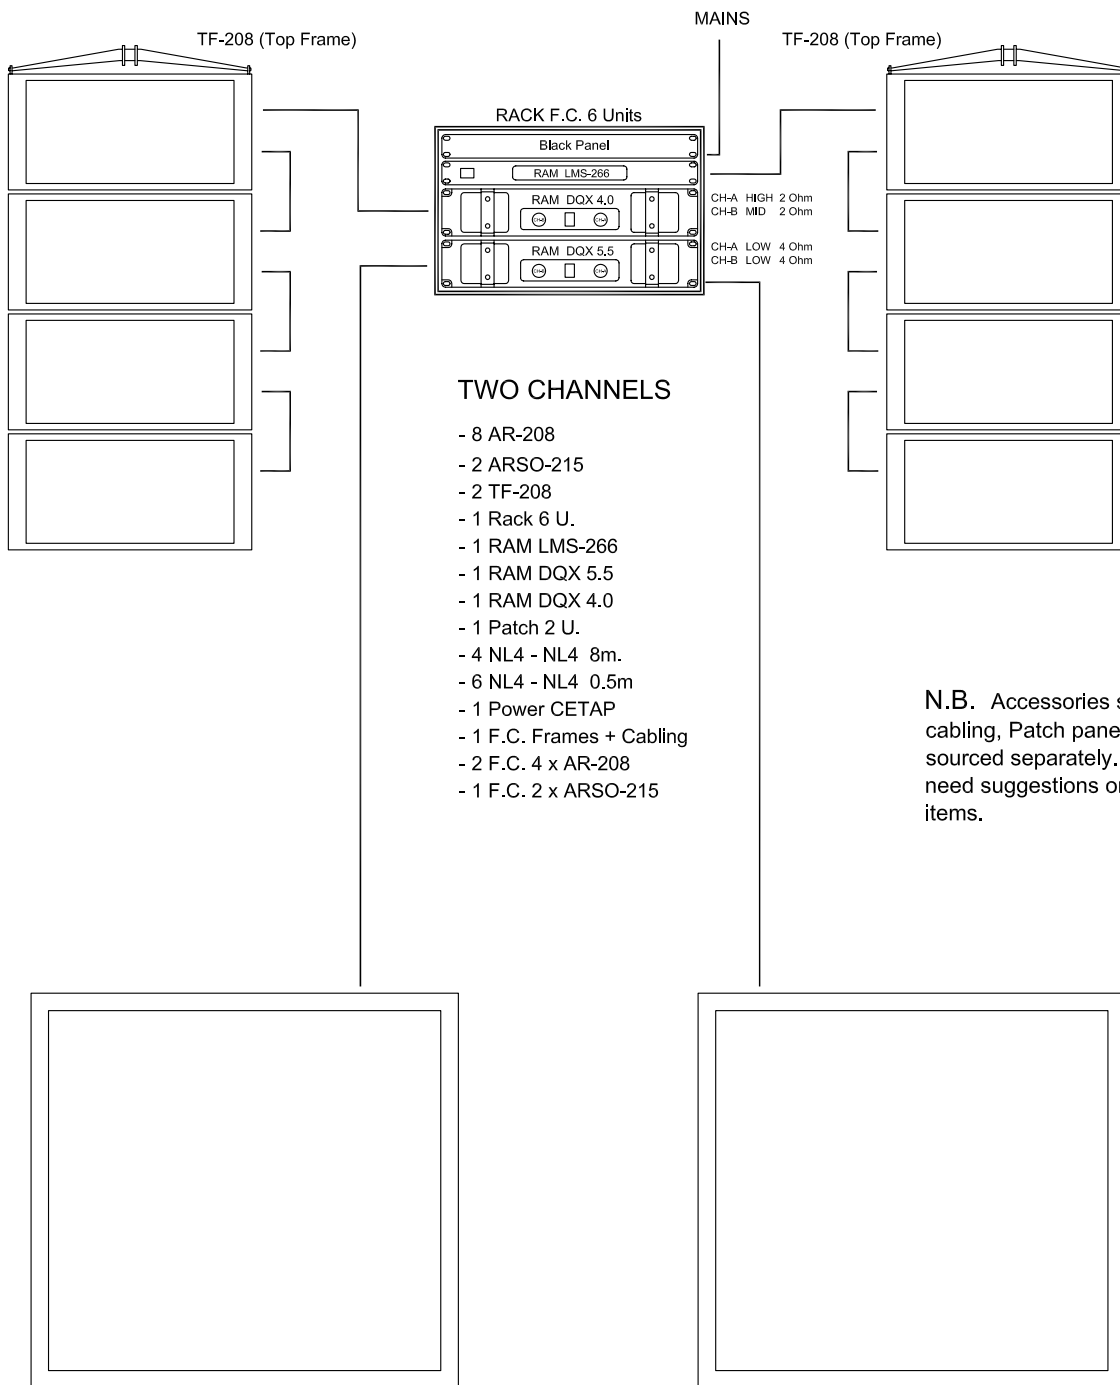 MAINS
TF-208 (Top Frame)
TF-208 (Top Frame)
RACK F.C. 6 Units
Black Panel
RAM LMS-266
RAM DQX 4.0
CH-B
CH-A
CH-A HIGH 2 Ohm
CH-B MID 2 Ohm
RAM DQX 5.5
CH-B
CH-A
CH-A LOW 4 Ohm
CH-B LOW 4 Ohm
TWO CHANNELS
- 8 AR-208
- 2 ARSO-215
- 2 TF-208
- 1 Rack 6 U.
- 1 RAM LMS-266
- 1 RAM DQX 5.5
- 1 RAM DQX 4.0
- 1 Patch 2 U.
- 4 NL4 - NL4 8m.
- 6 NL4 - NL4 0.5m
- 1 Power CETAP
- 1 F.C. Frames + Cabling
- 2 F.C. 4 x AR-208
- 1 F.C. 2 x ARSO-215
N.B. Accessories
cabling, Patch
sourced separately.
need suggestions
items.